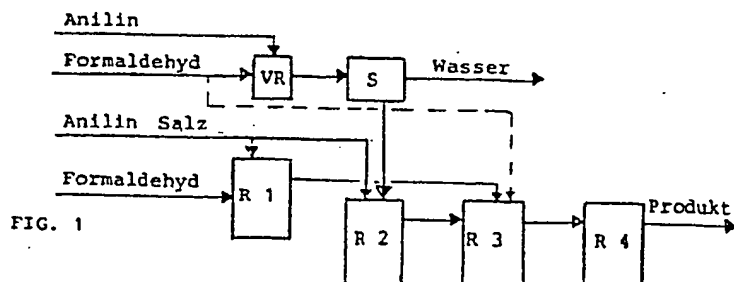 Anilin
Formaldehyd
VR
S
Wasser
Anilin Salz
Formaldehyd
R 1
R 2
R 3
R 4
Produkt
FIG. 1